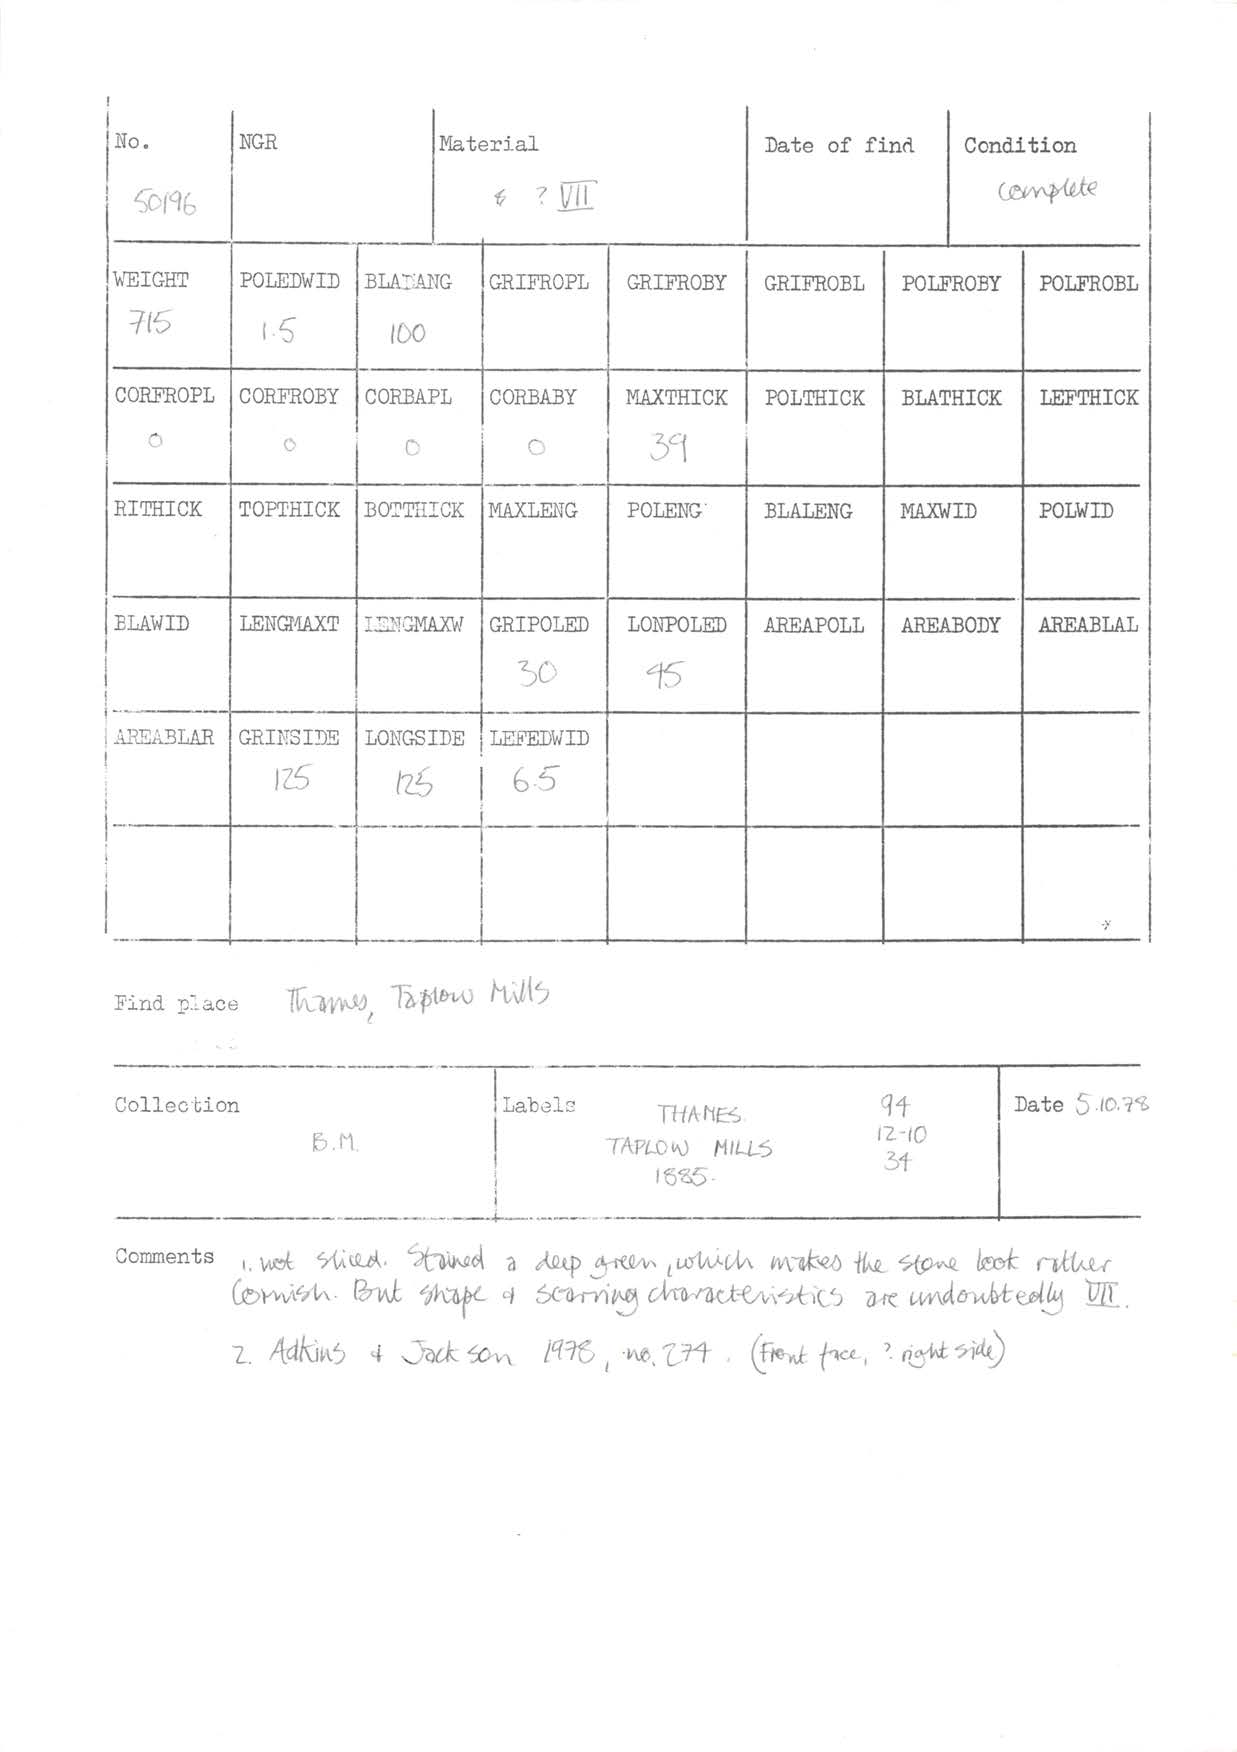 No. NGR Material Date of find Condition
50196 ? VII complete
WEIGHT POLEDWID BLADANG GRIFROPL GRIFROBY GRIFROBL POLFROBY POLFROBL
715 1.5 100
CORFROPL CORFROBY CORBAPL CORBABY MAXTHICK POLTHICK BLATHICK LEFTHICK
0 0 0 0 39
RITHICK TOPTHICK BOTTHICK MAXLENG POLENG BLALENG MAXWID POLWID
BLAWID LENGMAXT LENGMAXW GRIPOLED LONPOLED AREAPOLL AREABODY AREABLAL
30 45
AREABLAR GRINSIDE LONGSIDE LEFEDWID
125 125 6.5
Find place Thames, Taplow Mills
Collection Labels THAMES. 94 Date 5.10.78
B.M. TAPLOW MILLS 12-10
1885. 34
Comments 1. not sliced. Stained a deep green, which makes the stone look rather
Cornish. But shape & scarring characteristics are undoubtedly VII.
2. Adkins & Jackson 1978, no. 274. (Front face, ? right side)